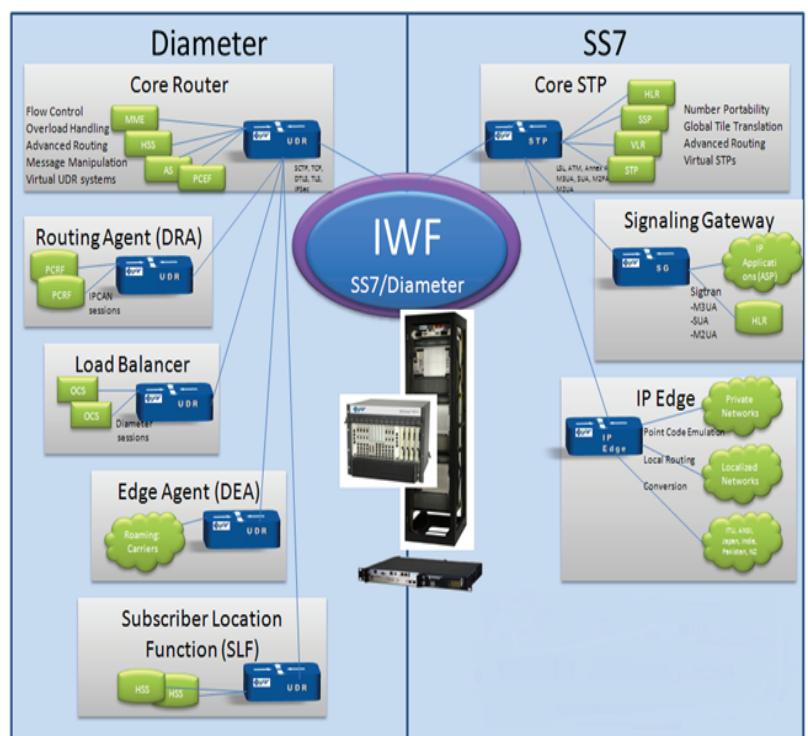 Diameter
Core Router
Flow Control
Overload Handling
Advanced Routing
Message Manipulation
Virtual UDR systems
MME
HSS
AS
PCEF
UDR
SCTP, TCP,
DTLS, TLS,
IPSec
Routing Agent (DRA)
PCRF
PCRF
UDR
IPCAN
sessions
Load Balancer
OCS
OCS
UDR
Diameter
sessions
Edge Agent (DEA)
Roaming:
Carriers
UDR
Subscriber Location
Function (SLF)
HSS
HSS
UDR
IWF
SS7/Diameter
SS7
Core STP
STP
HLR
SSP
VLR
STP
Number Portability
Global Tile Translation
Advanced Routing
Virtual STPs
LSL, ATM, Annex A
M3UA, SUA, M2PA
M2UA
Signaling Gateway
SG
IP
Applicati
ons (ASP)
Sigtran
-M3UA
-SUA
-M2UA
HLR
IP Edge
IP
Edge
Private
Networks
Point Code Emulation
Local Routing
Localized
Networks
Conversion
ITU, ANSI,
Japan, India,
Pakistan, NZ